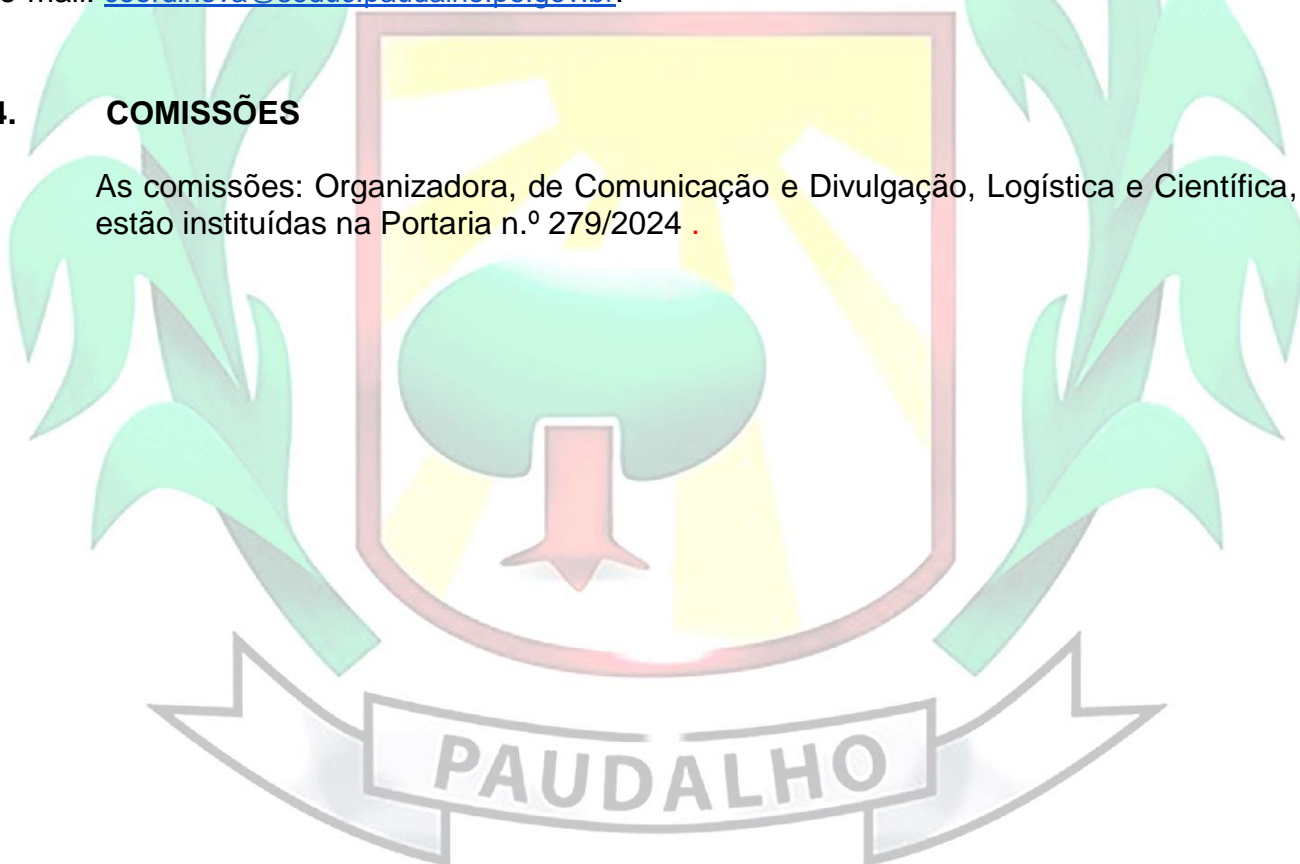 4. COMISSÕES
As comissões: Organizadora, de Comunicação e Divulgação, Logística e Científica,
estão instituídas na Portaria n.º 279/2024 .
PAUDALHO